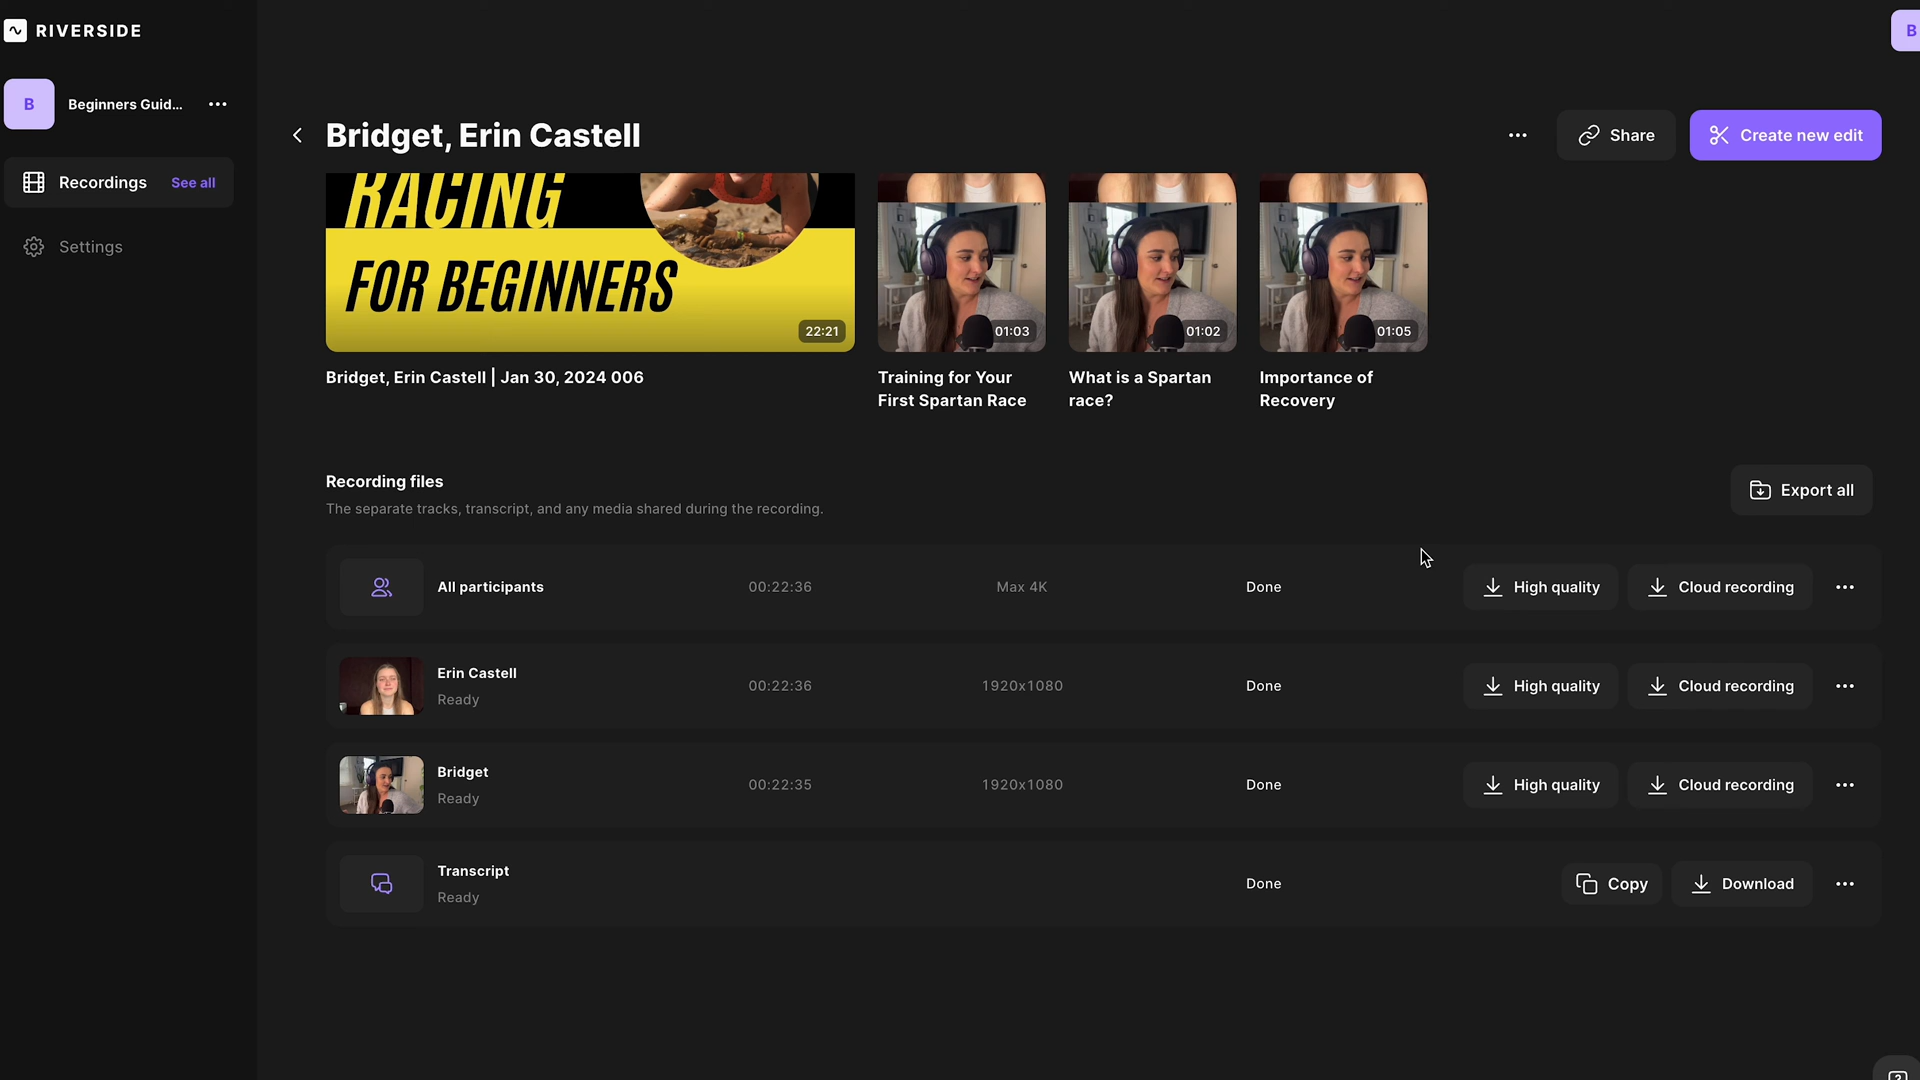 RIVERSIDE
B
B
Beginners Guid...
Recordings
See all
Settings
Bridget, Erin Castell
Share
Create new edit
RACING
FOR BEGINNERS
22:21
01:03
01:02
01:05
Bridget, Erin Castell | Jan 30, 2024 006
Training for Your
First Spartan Race
What is a Spartan
race?
Importance of
Recovery
Recording files
The separate tracks, transcript, and any media shared during the recording.
Export all
All participants
00:22:36
Max 4K
Done
High quality
Cloud recording
Erin Castell
Ready
00:22:36
1920x1080
Done
High quality
Cloud recording
Bridget
Ready
00:22:35
1920x1080
Done
High quality
Cloud recording
Transcript
Ready
Done
Copy
Download